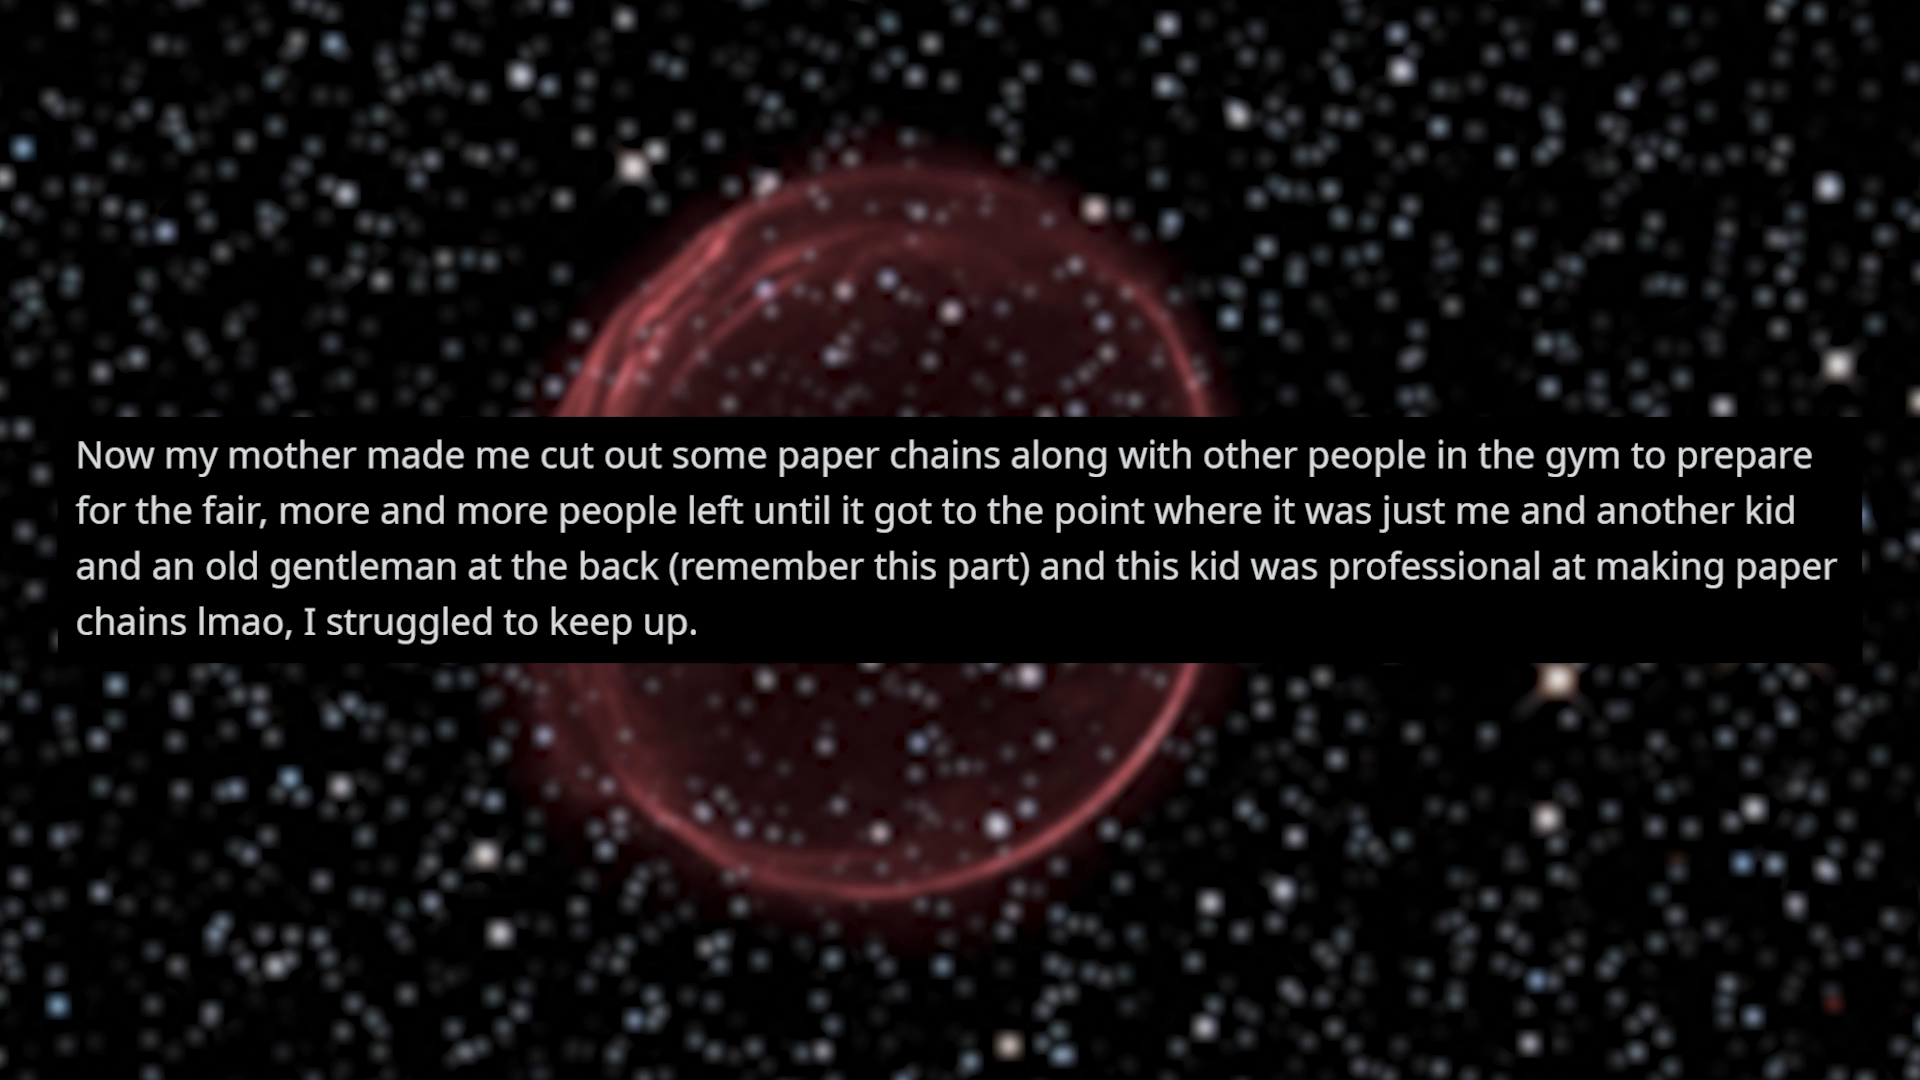 Now my mother made me cut out some paper chains along with other people in the gym to prepare
for the fair, more and more people left until it got to the point where it was just me and another kid
and an old gentleman at the back (remember this part) and this kid was professional at making paper
chains lmao, I struggled to keep up.